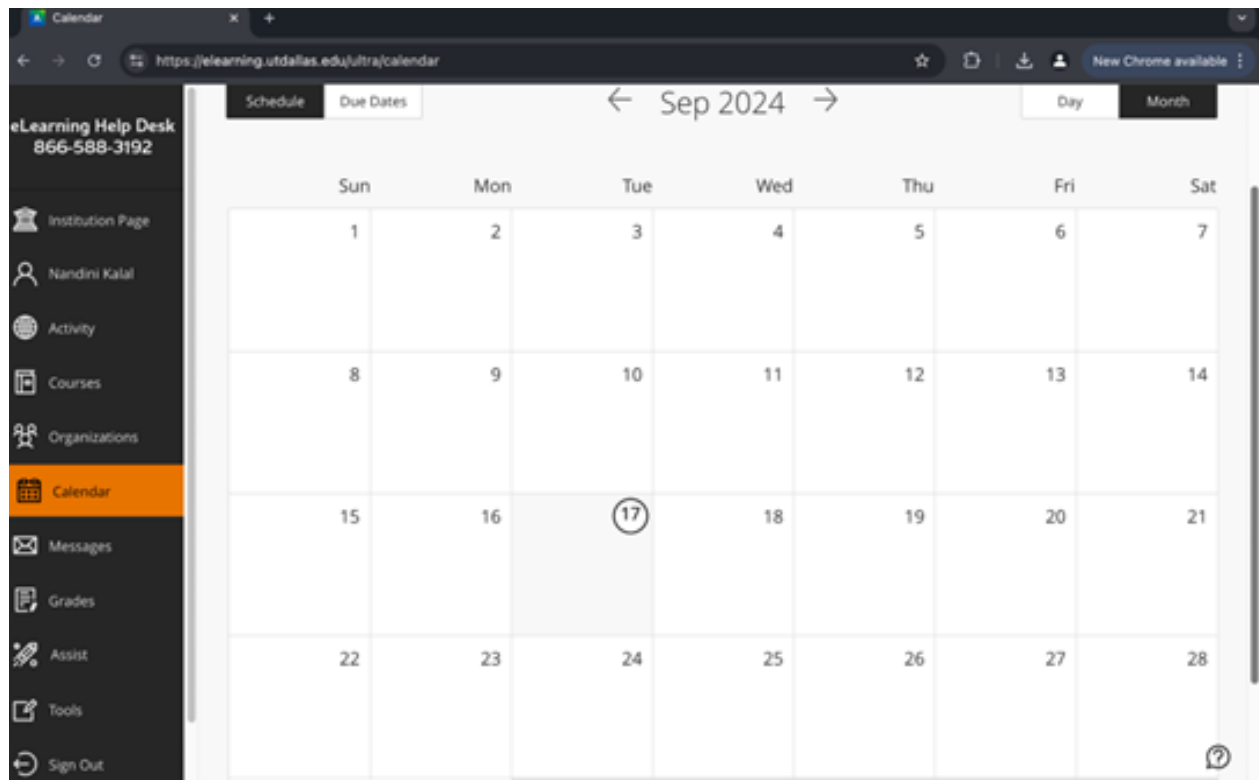 Calendar
https://elearning.utdallas.edu/ultra/calendar
New Chrome available
eLearning Help Desk
866-588-3192
Institution Page
Nandini Kalal
Activity
Courses
Organizations
Calendar
Messages
Grades
Assist
Tools
Sign Out
Schedule Due Dates Sep 2024 Day Month
Sun Mon Tue Wed Thu Fri Sat
1 2 3 4 5 6 7
8 9 10 11 12 13 14
15 16 17 18 19 20 21
22 23 24 25 26 27 28